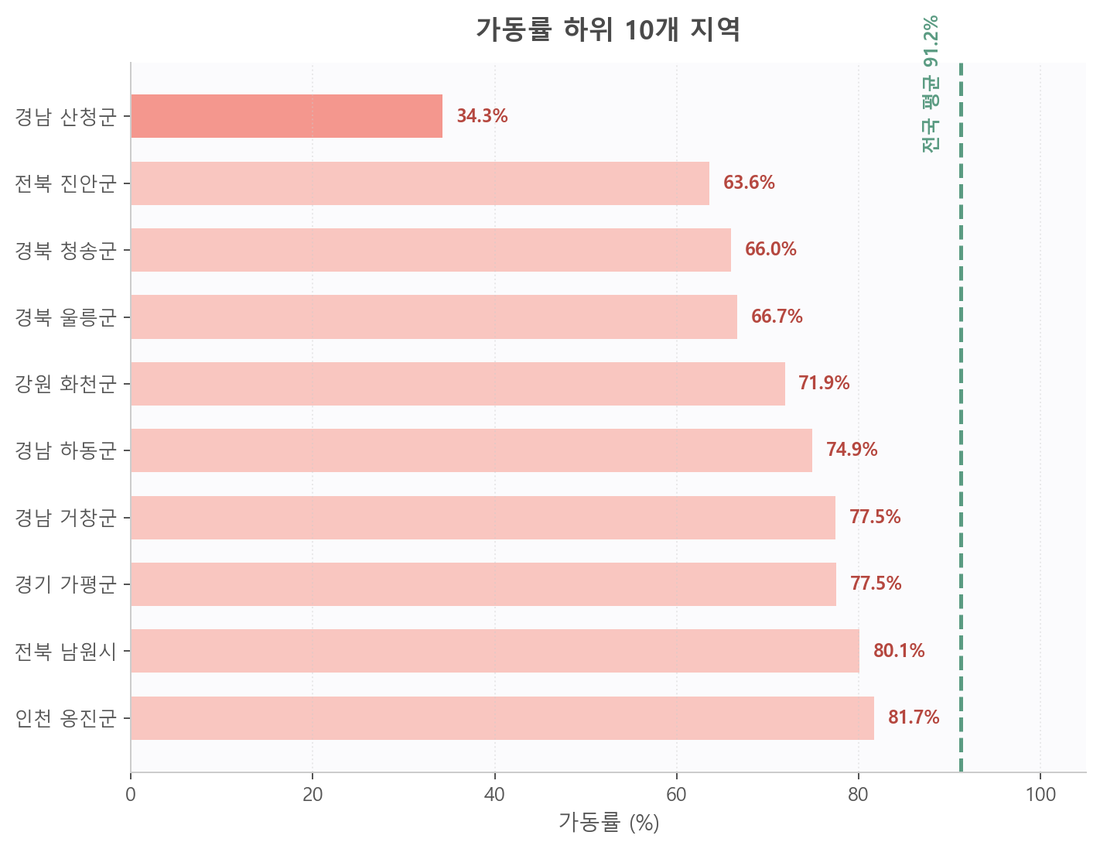 가동률 하위 10개 지역
전국 평균 91.2%
경남 산청군 34.3%
전북 진안군 63.6%
경북 청송군 66.0%
경북 울릉군 66.7%
강원 화천군 71.9%
경남 하동군 74.9%
경남 거창군 77.5%
경기 가평군 77.5%
전북 남원시 80.1%
인천 옹진군 81.7%
0 20 40 60 80 100
가동률 (%)